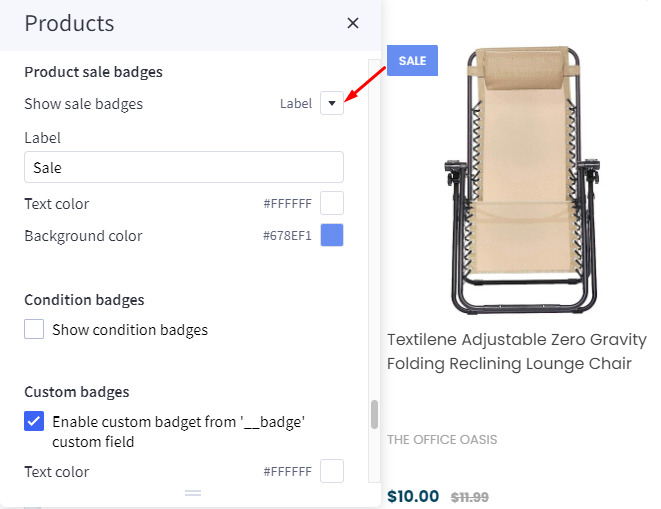 Products
Product sale badges
Show sale badges Label
Label
Sale
Text color #FFFFFF
Background color #678EF1
Condition badges
Show condition badges
Custom badges
Enable custom badget from '__badge'
custom field
Text color #FFFFFF
SALE
Textilene Adjustable Zero Gravity
Folding Reclining Lounge Chair
THE OFFICE OASIS
$10.00 $11.99